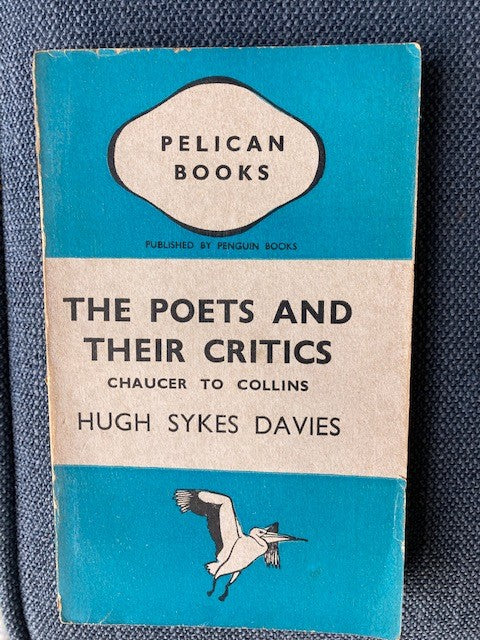 PELICAN
BOOKS
PUBLISHED BY PENGUIN BOOKS
THE POETS AND
THEIR CRITICS
CHAUCER TO COLLINS
HUGH SYKES DAVIES